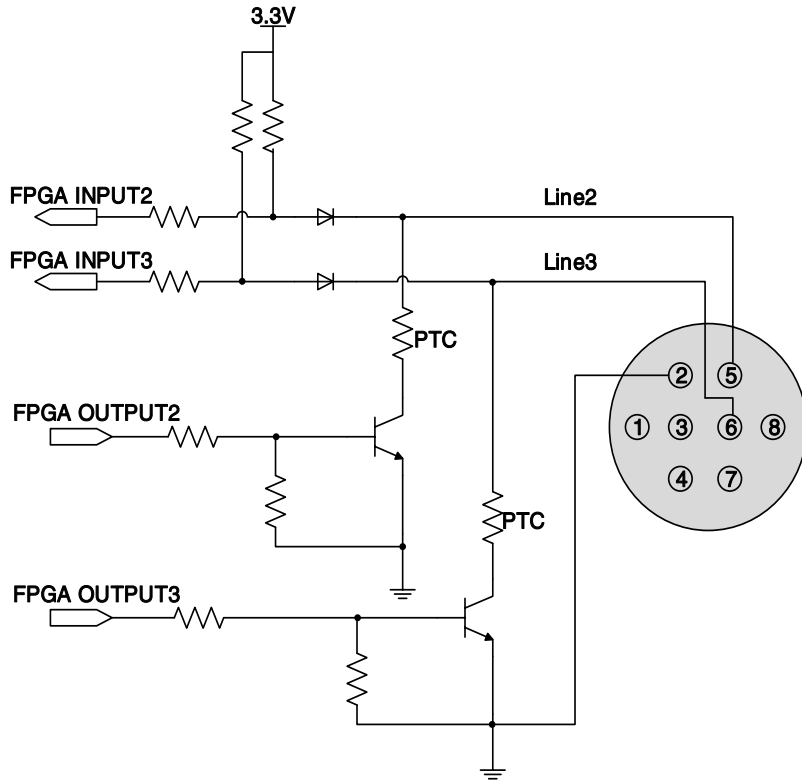 3.3V
FPGA INPUT2
Line2
FPGA INPUT3
Line3
PTC
2 5
FPGA OUTPUT2
1 3 6 8
4 7
PTC
FPGA OUTPUT3